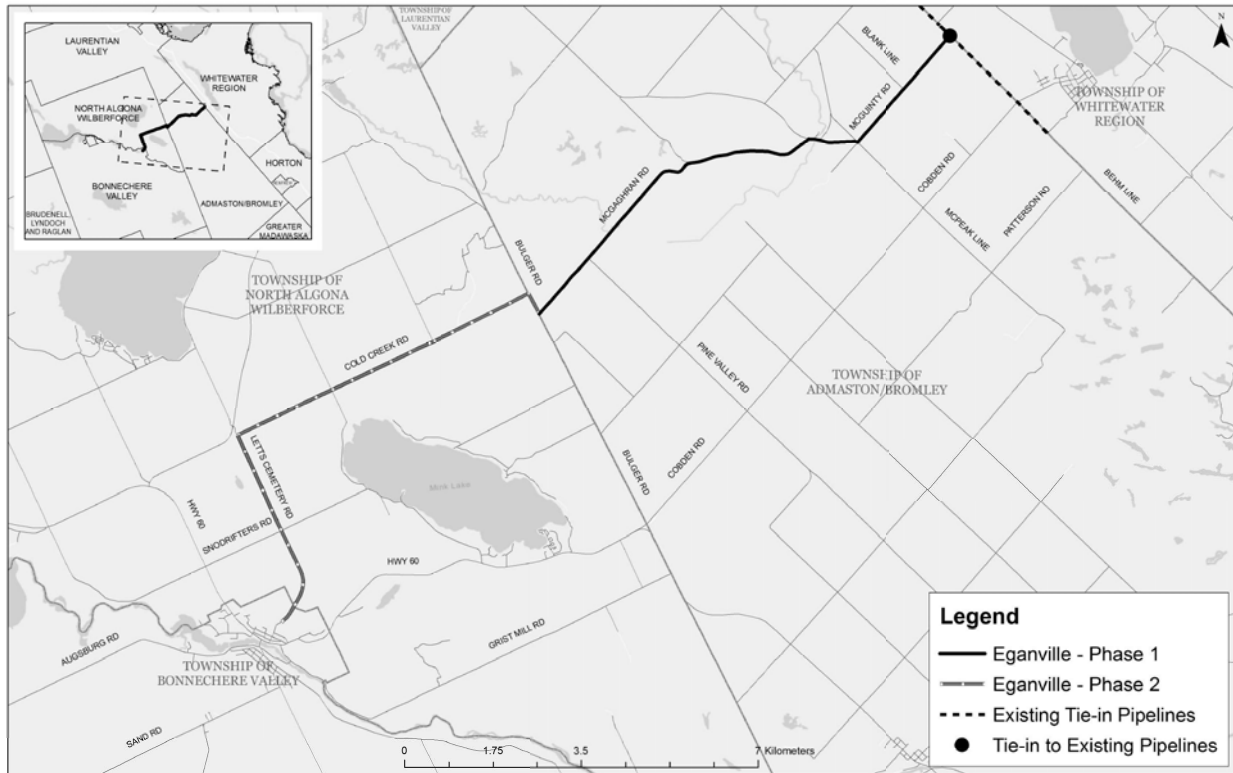 TOWNSHIP OF
LAURENTIAN
VALLEY
N
LAURENTIAN
VALLEY
WHITEWATER
REGION
NORTH ALGONA
WILBERFORCE
HORTON
BONNECHERE
VALLEY
ADMASTON/BROMLEY
BRUDENELL,
LYNDOCH
AND RAGLAN
GREATER
MADAWASKA
BLANK LINE
MCGUINTY RD
TOWNSHIP OF
WHITEWATER
REGION
COBDEN RD
PATTERSON RD
BEHM LINE
MCPEAK LINE
MCGAGHRAN RD
BULGER RD
TOWNSHIP OF
NORTH ALGONA
WILBERFORCE
COLD CREEK RD
PINE VALLEY RD
TOWNSHIP OF
ADMASTON/BROMLEY
COBDEN RD
BULGER RD
LETTS CEMETERY RD
Mink Lake
HWY 60
SNODRIFTERS RD
HWY 60
GRIST MILL RD
AUGSBURG RD
TOWNSHIP OF
BONNECHERE VALLEY
SAND RD
0 1.75 3.5 7 Kilometers
Legend
Eganville - Phase 1
Eganville - Phase 2
Existing Tie-in Pipelines
Tie-in to Existing Pipelines